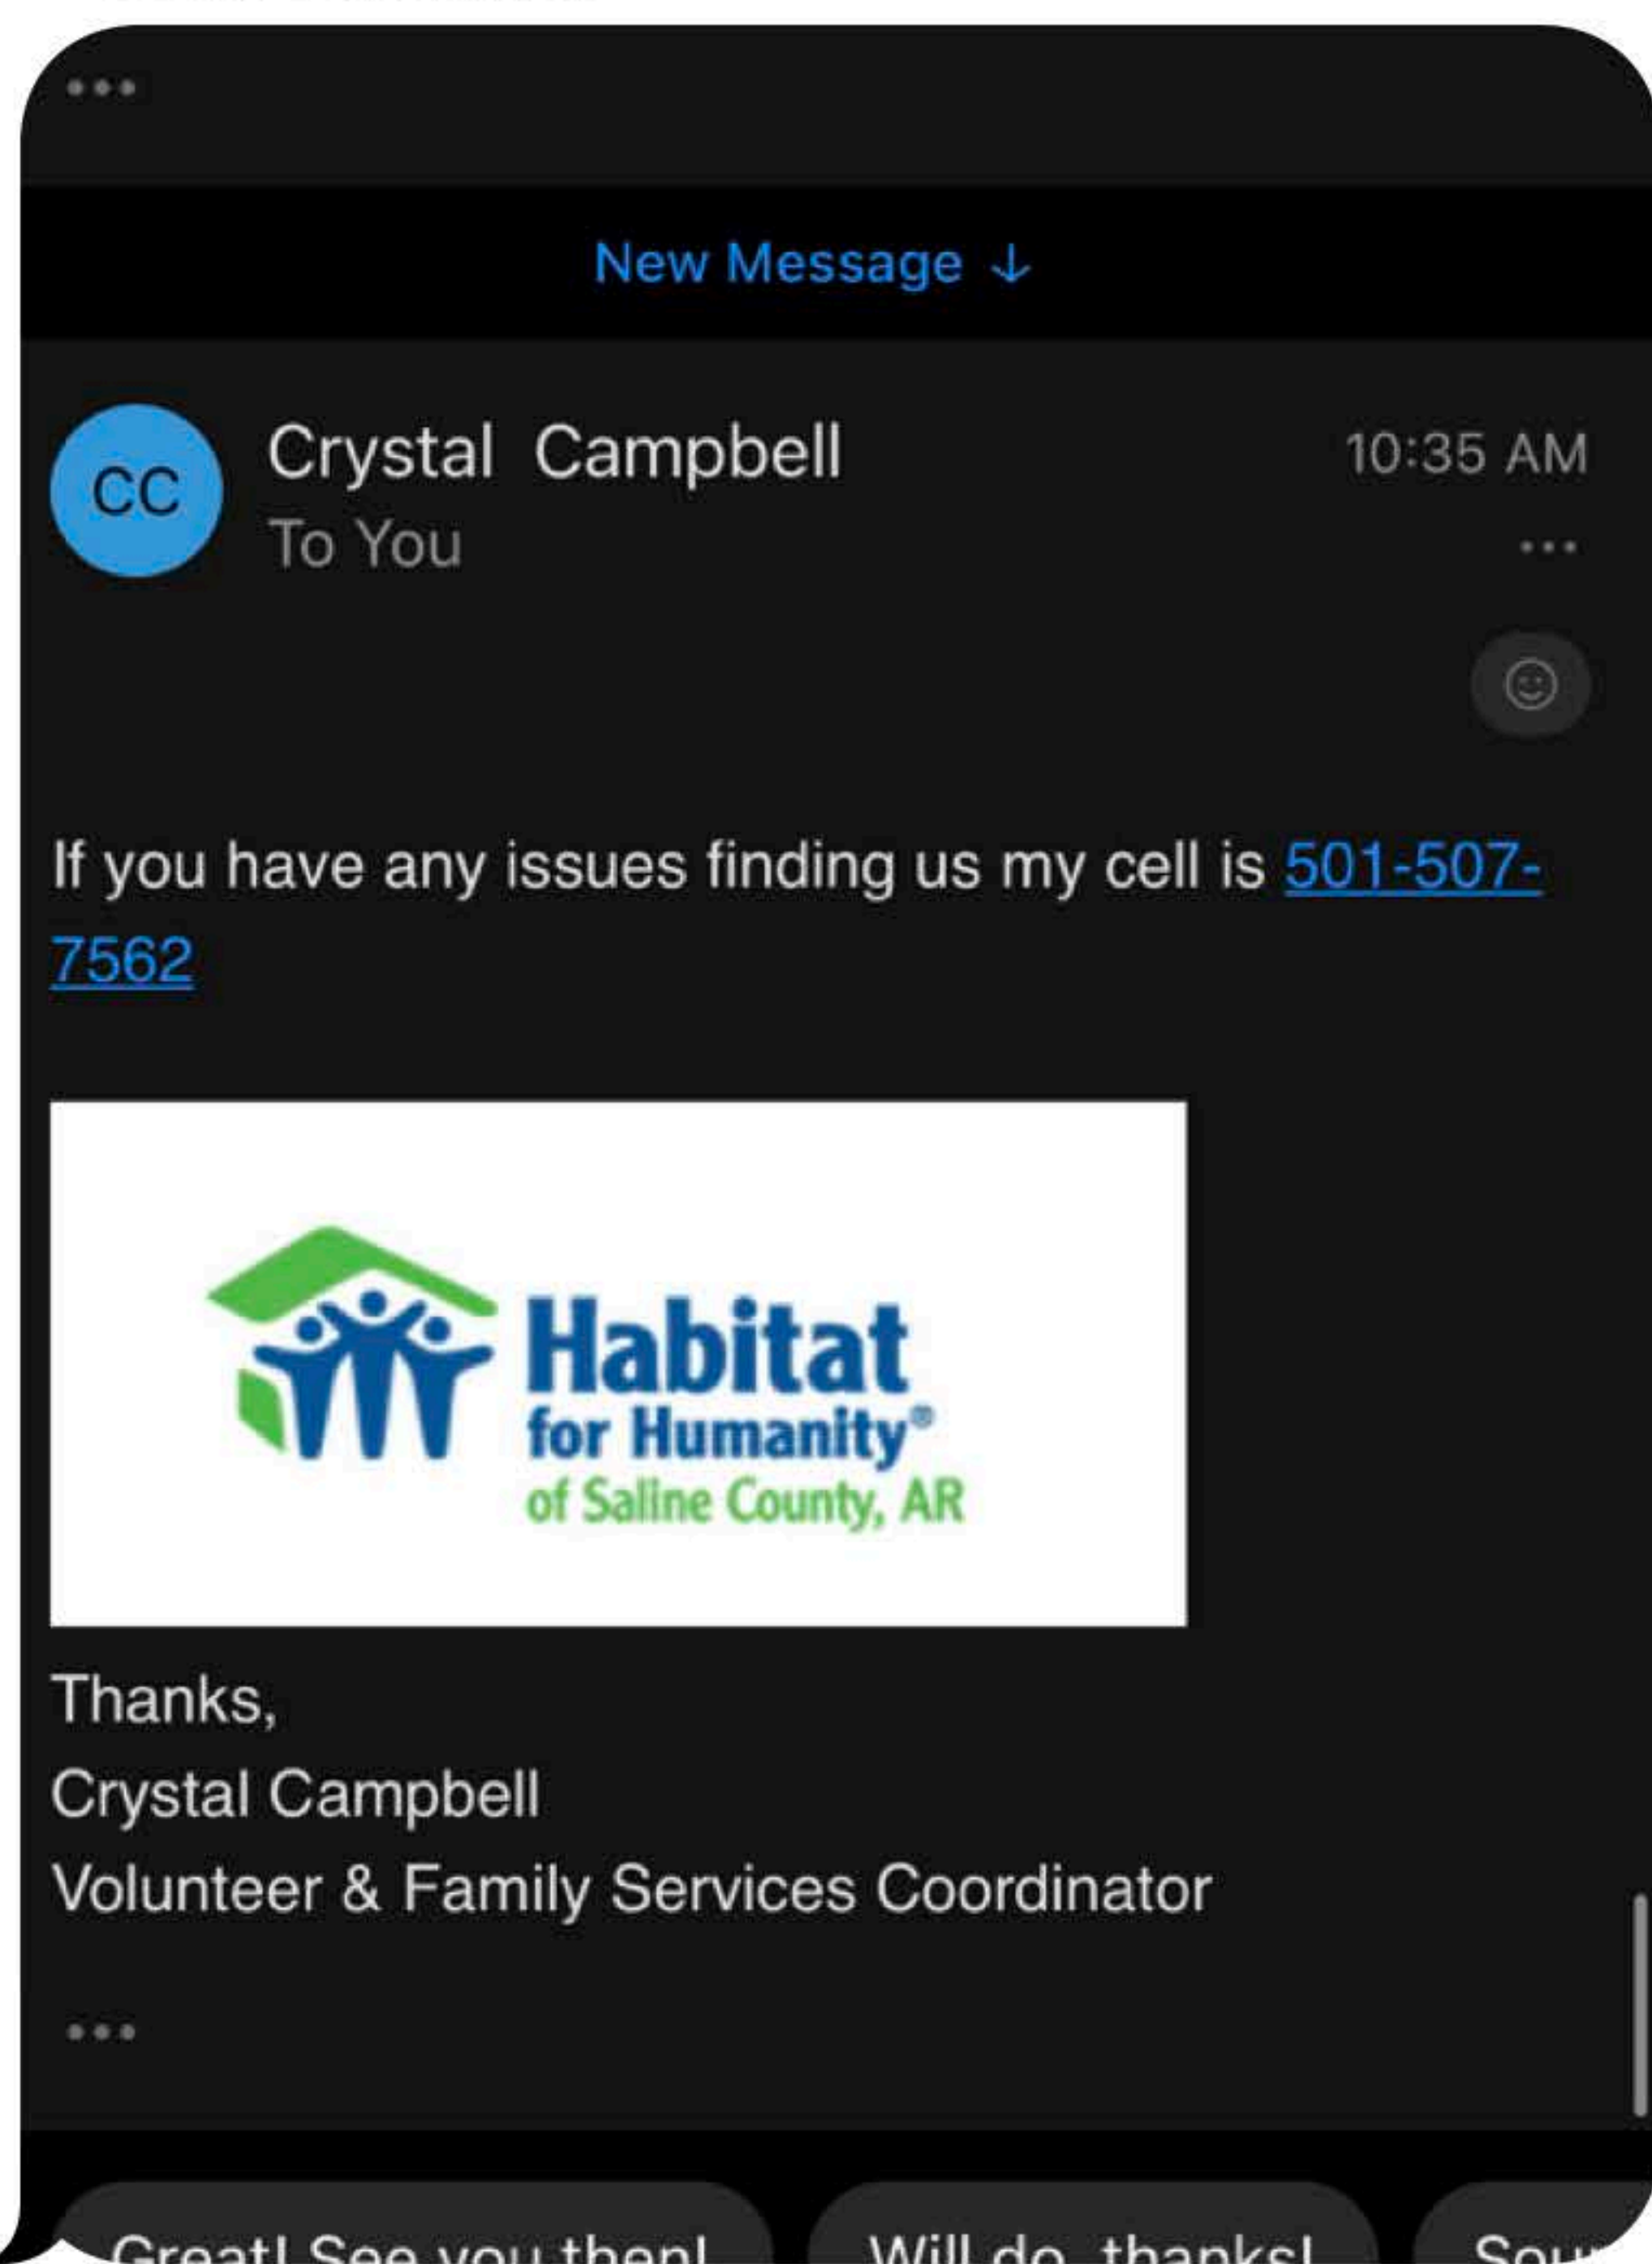 New Message ↓
CC
Crystal Campbell
10:35 AM
To You
If you have any issues finding us my cell is 501-507-
7562
Habitat
for Humanity®
of Saline County, AR
Thanks,
Crystal Campbell
Volunteer & Family Services Coordinator
Great! See you then!
Will do, thanks!